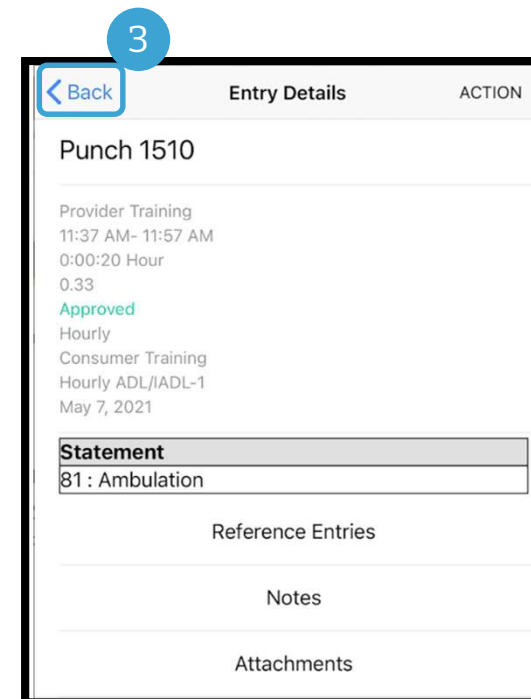 3
Back
Entry Details
ACTION
Punch 1510
Provider Training
11:37 AM- 11:57 AM
0:00:20 Hour
0.33
Approved
Hourly
Consumer Training
Hourly ADL/IADL-1
May 7, 2021
Statement
81 : Ambulation
Reference Entries
Notes
Attachments